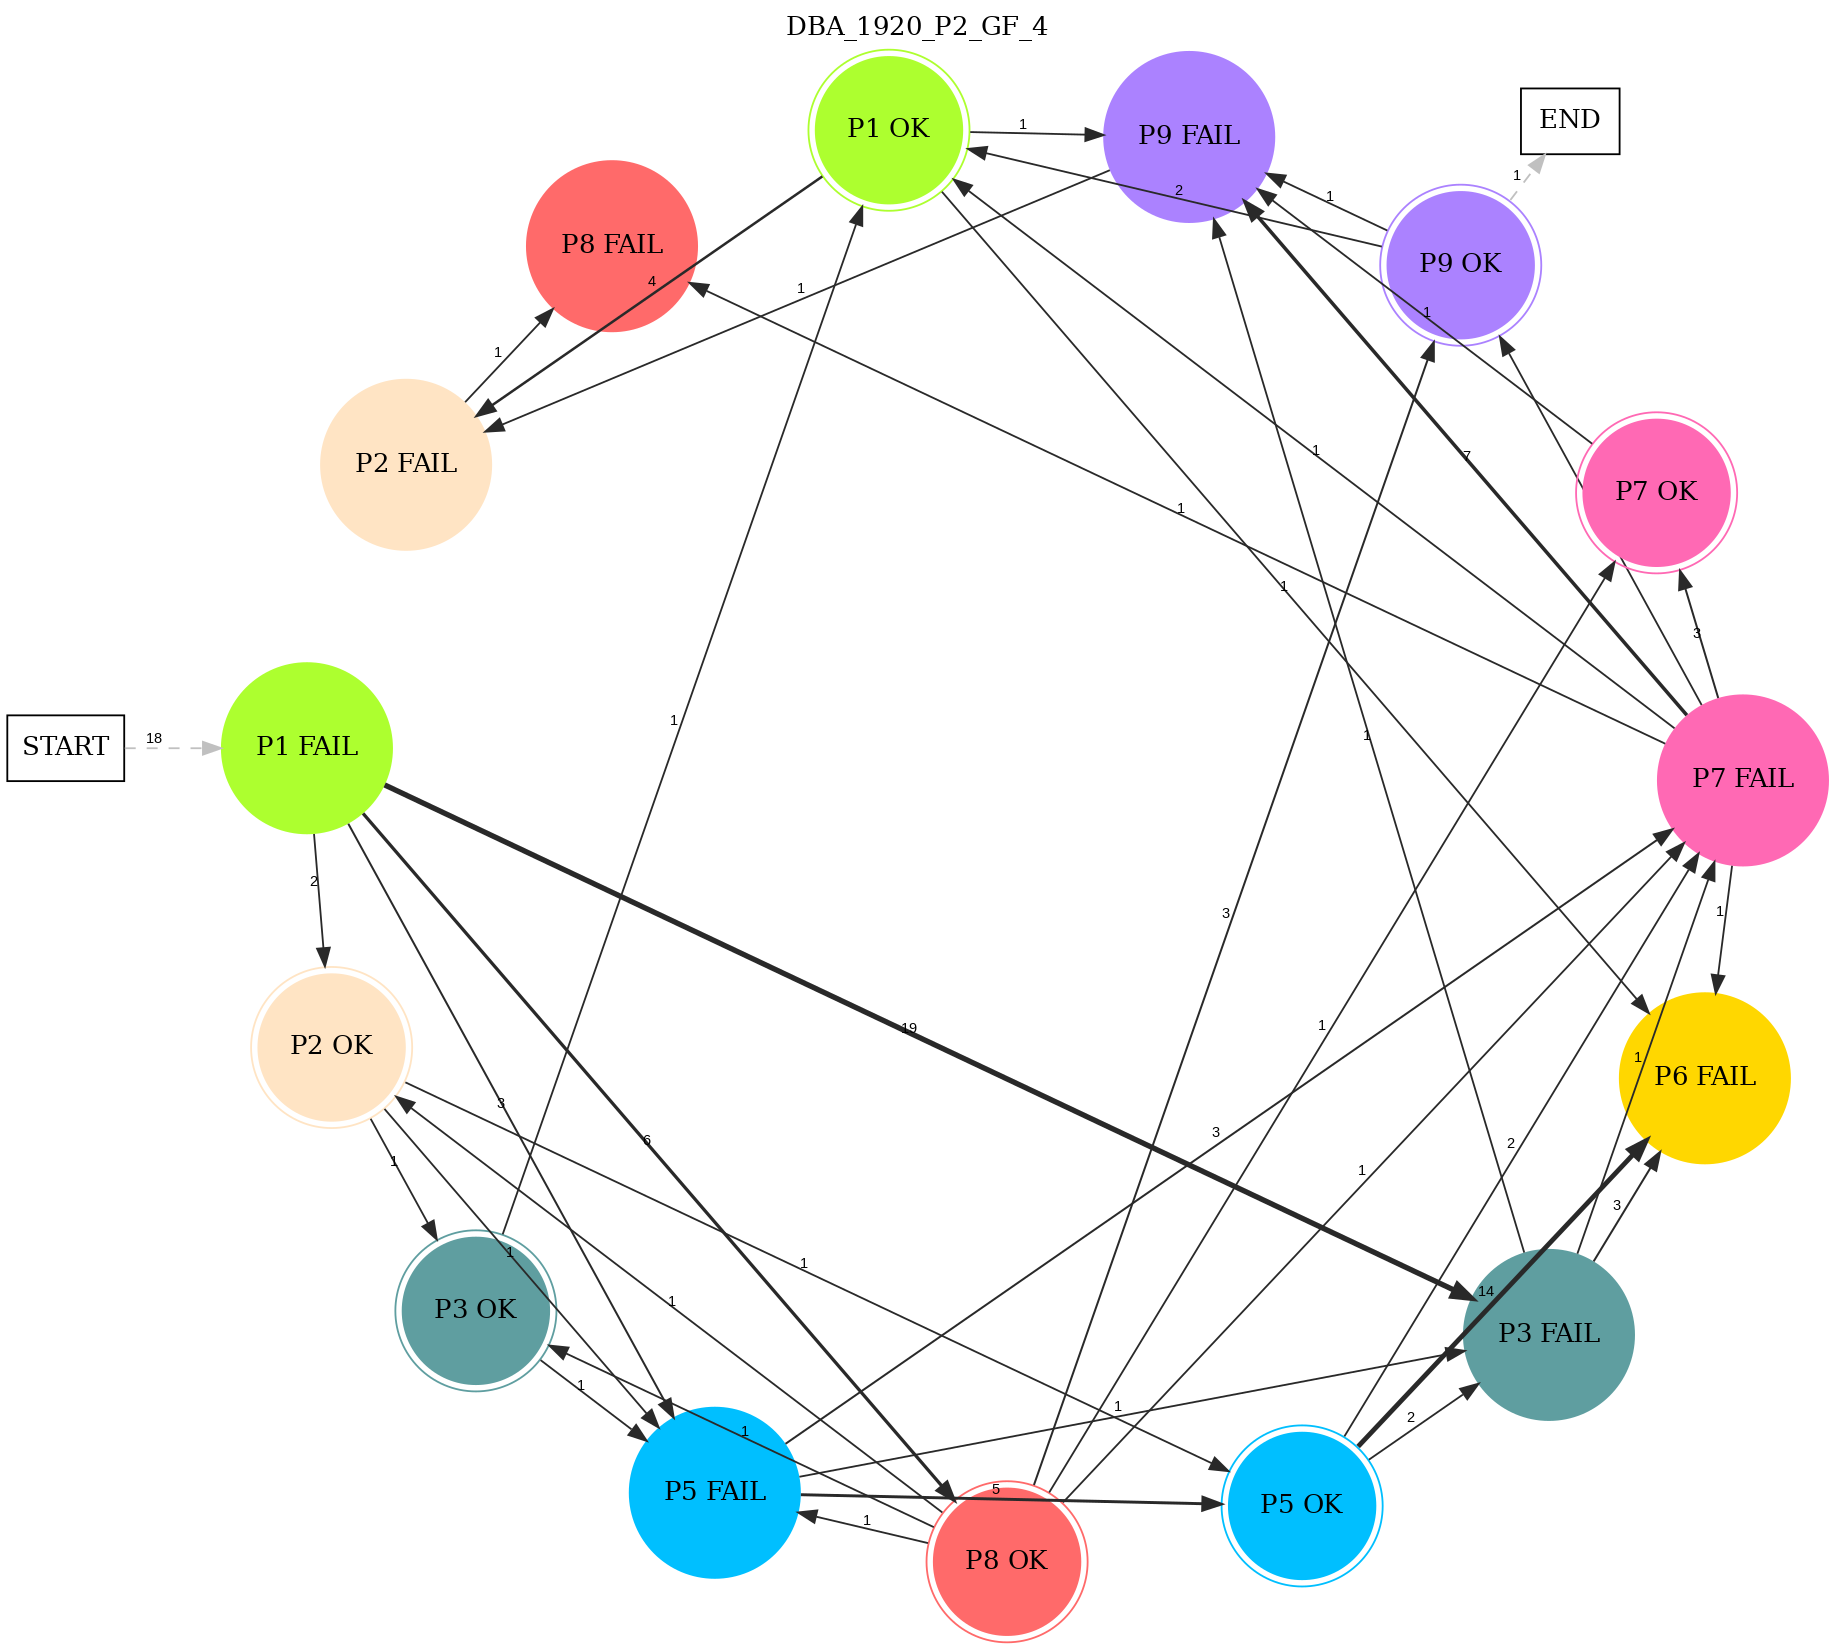 DBA_1920_P2_GF_4
P1 OK
P9 FAIL
END
P8 FAIL
P9 OK
P2 FAIL
P7 OK
START
P1 FAIL
P7 FAIL
P2 OK
P6 FAIL
P3 OK
P3 FAIL
P5 FAIL
P5 OK
P8 OK
1
1
2
1
4
1
1
1
1
7
1
1
1
3
1
18
1
2
1
3
19
1
3
6
3
1
2
1
1
1
1
3
1
14
1
1
1
2
5
1